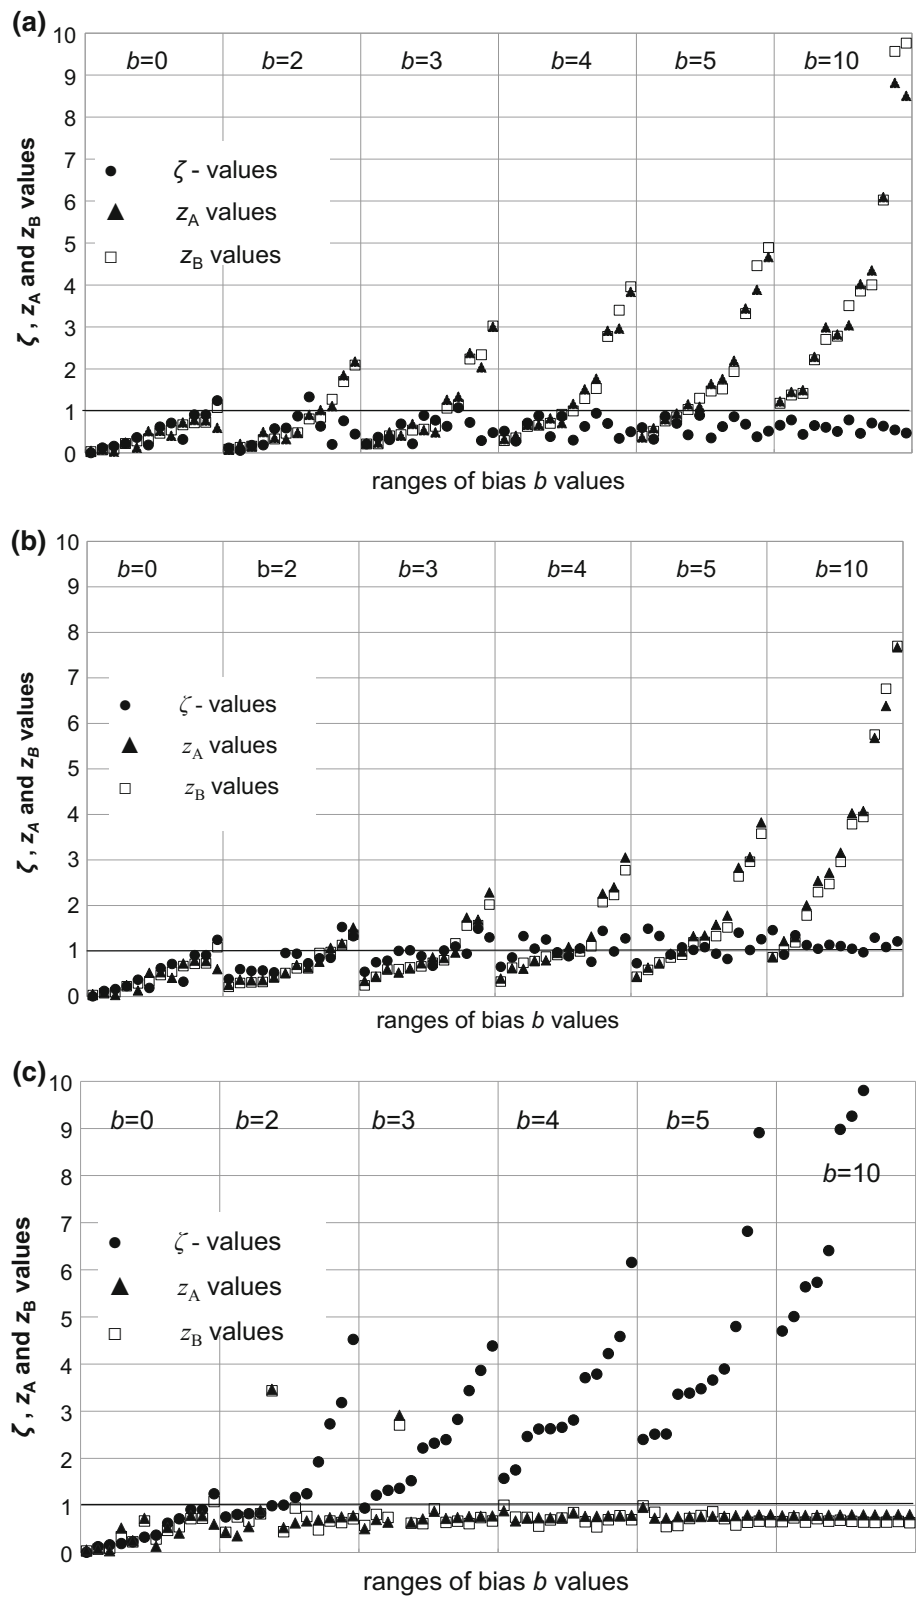 (a)
10
9
8
7
6
5
4
3
2
1
0
ζ , zA and zB values
b=0 b=2 b=3 b=4 b=5 b=10
ζ - values
zA values
zB values
ranges of bias b values
(b)
10
9
8
7
6
5
4
3
2
1
0
ζ , zA and zB values
b=0 b=2 b=3 b=4 b=5 b=10
ζ - values
zA values
zB values
ranges of bias b values
(c)
10
9
8
7
6
5
4
3
2
1
0
ζ , zA and zB values
b=0 b=2 b=3 b=4 b=5
b=10
ζ - values
zA values
zB values
ranges of bias b values